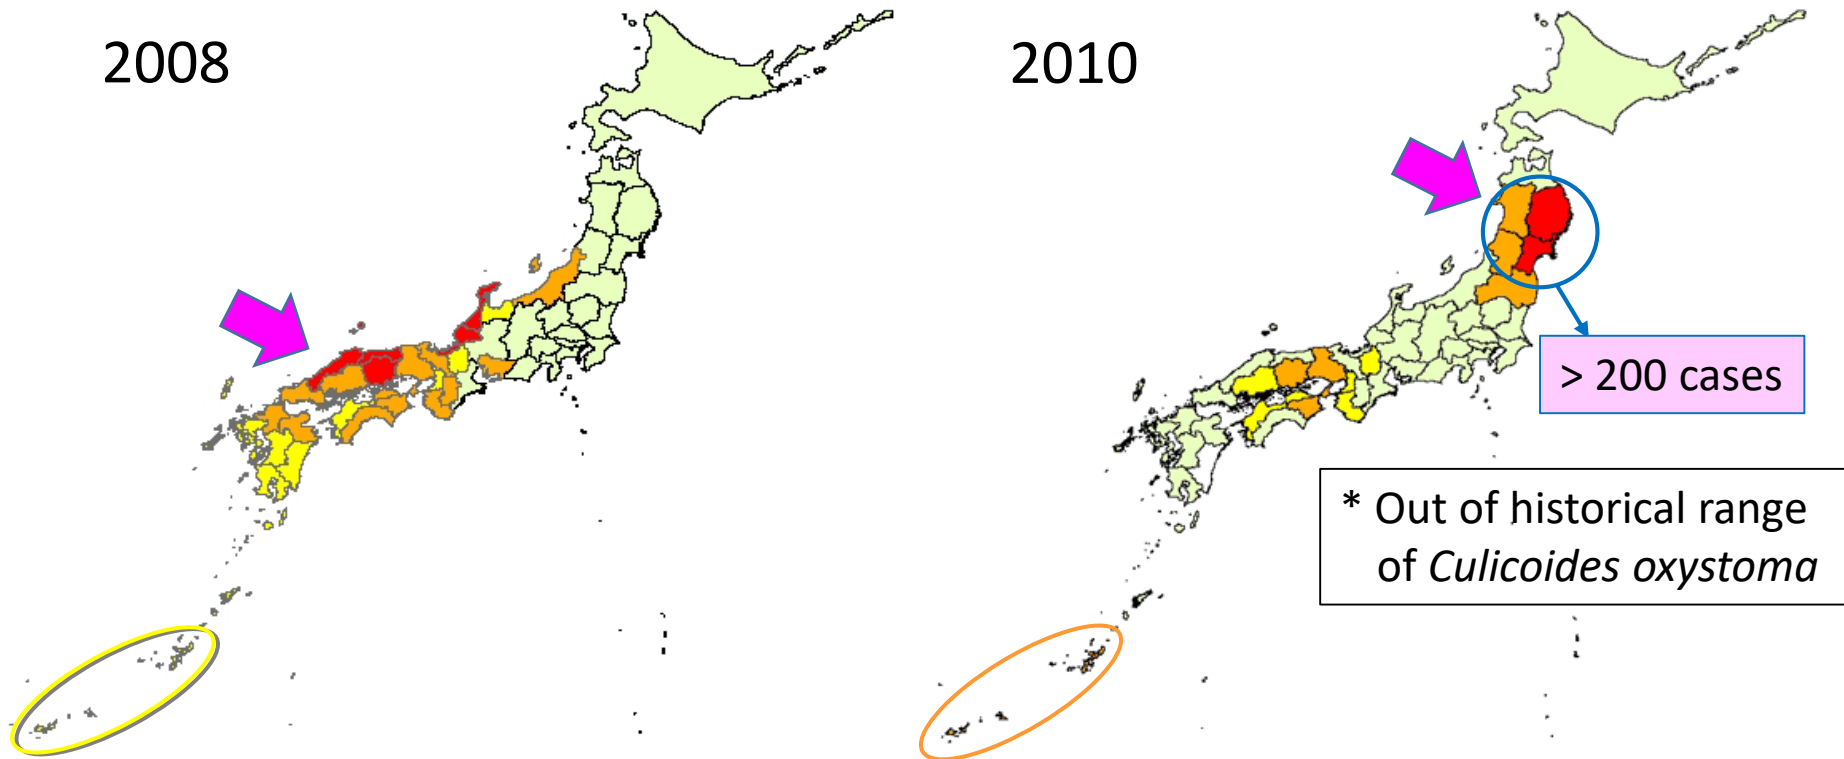 2008
2010
> 200 cases
* Out of historical range
of Culicoides oxystoma